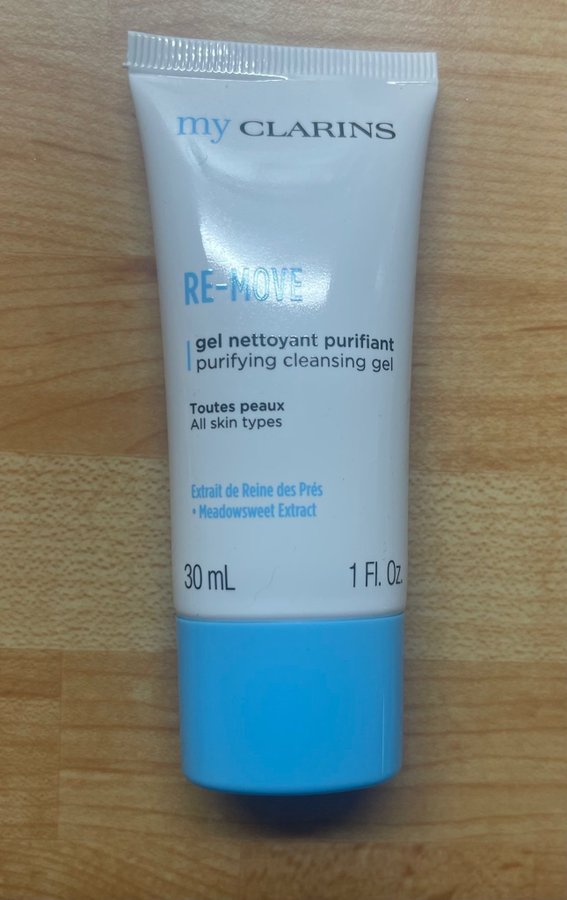 my CLARINS
RE-MOVE
gel nettoyant purifiant
purifying cleansing gel
Toutes peaux
All skin types
Extrait de Reine des Prés
• Meadowsweet Extract
30 mL 1 Fl. Oz.